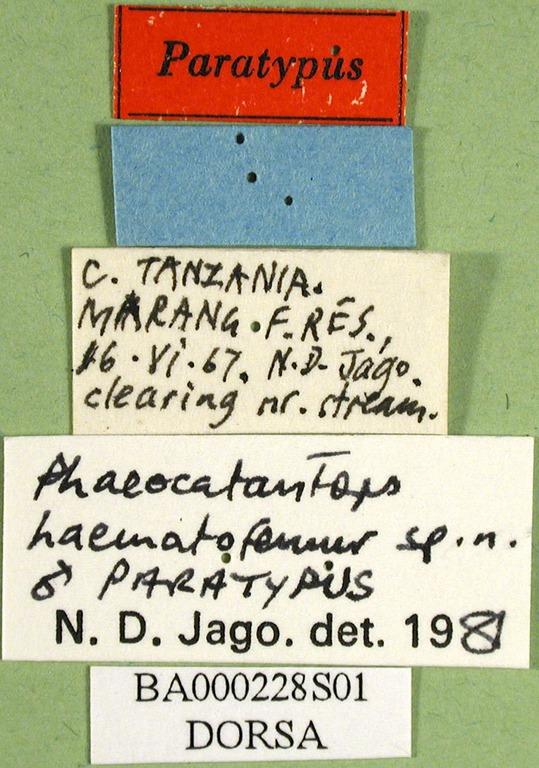 Paratypus
C. TANZANIA.
MARANG. F. RES.,
16.VI.67. N.D. Jago.
clearing nr. stream.
Phaeocatantops
haematofemur sp.n.
♂ PARATYPUS
N. D. Jago. det. 1981
BA000228S01
DORSA